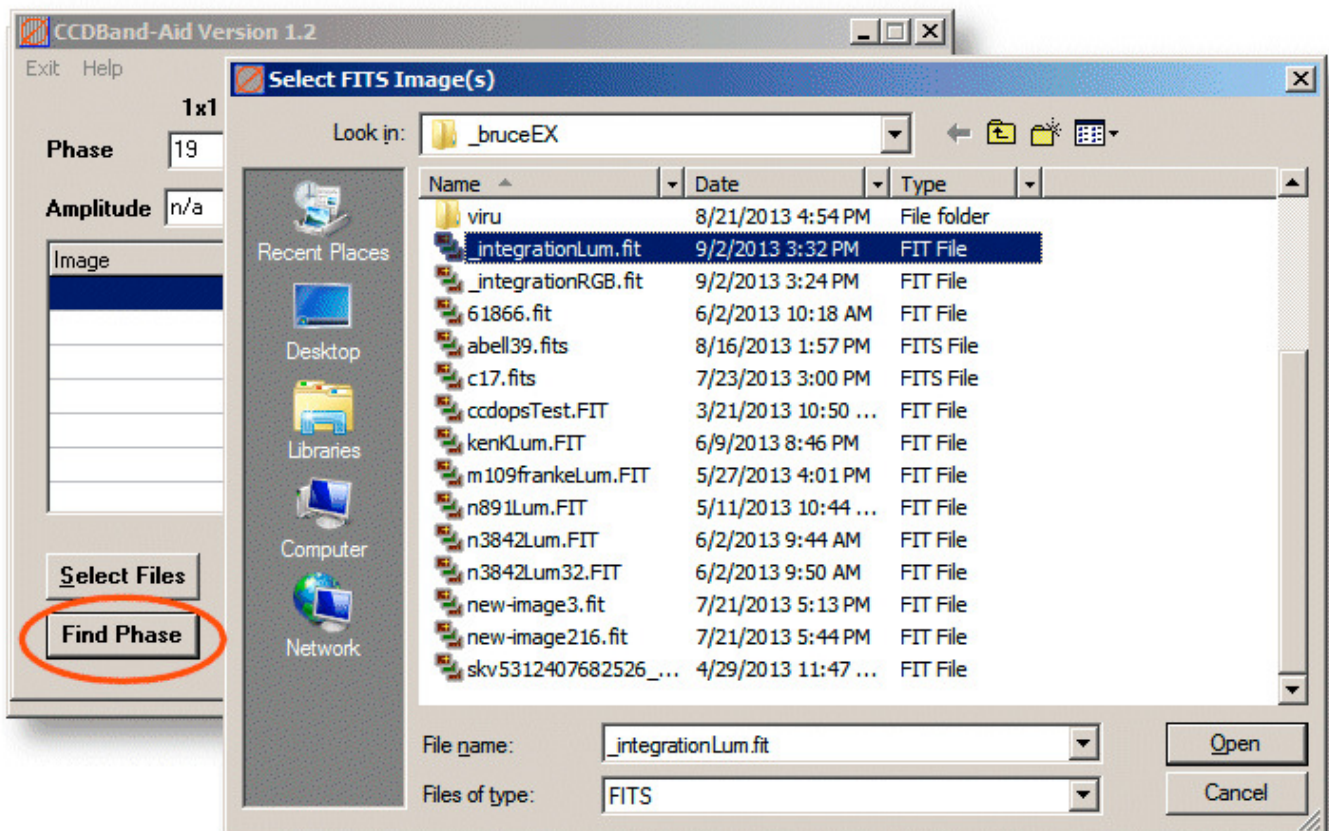 CCDBand-Aid Version 1.2
Exit Help
1x1
Phase 19
Amplitude n/a
Image
Select Files
Find Phase
Select FITS Image(s)
Look in: _bruceEX
Recent Places
Desktop
Libraries
Computer
Network
Name Date Type
viru 8/21/2013 4:54 PM File folder
_integrationLum.fit 9/2/2013 3:32 PM FIT File
_integrationRGB.fit 9/2/2013 3:24 PM FIT File
61866.fit 6/2/2013 10:18 AM FIT File
abell39.fits 8/16/2013 1:57 PM FITS File
c17.fits 7/23/2013 3:00 PM FITS File
ccdopsTest.FIT 3/21/2013 10:50 ... FIT File
kenKLum.FIT 6/9/2013 8:46 PM FIT File
m109frankeLum.FIT 5/27/2013 4:01 PM FIT File
n891Lum.FIT 5/11/2013 10:44 ... FIT File
n3842Lum.FIT 6/2/2013 9:44 AM FIT File
n3842Lum32.FIT 6/2/2013 9:50 AM FIT File
new-image3.fit 7/21/2013 5:13 PM FIT File
new-image216.fit 7/21/2013 5:44 PM FIT File
skv5312407682526_... 4/29/2013 11:47 ... FIT File
File name: _integrationLum.fit
Open
Files of type: FITS
Cancel